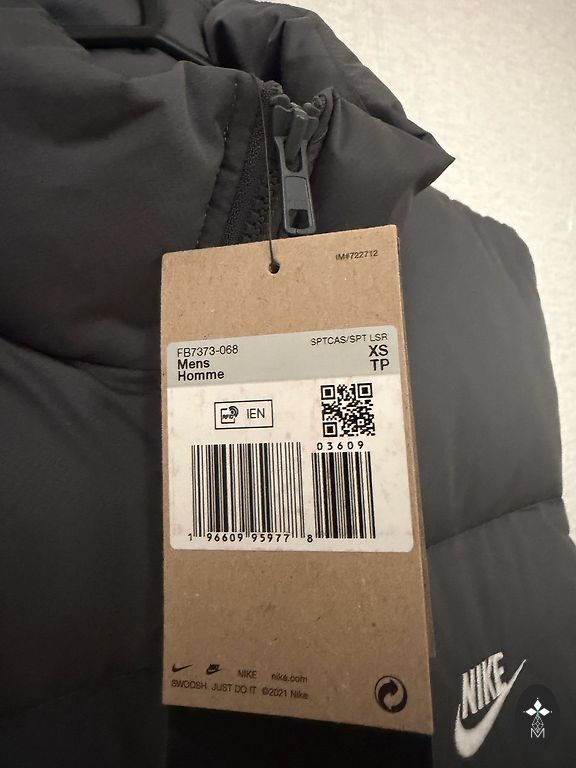 IM#722712
FB7373-068
SPTCAS/SPT LSR
Mens
XS
Homme
TP
RFID
IEN
03609
1 96609 95977 8
NIKE nike.com
SWOOSH. JUST DO IT ©2021 Nike
NIKE
M